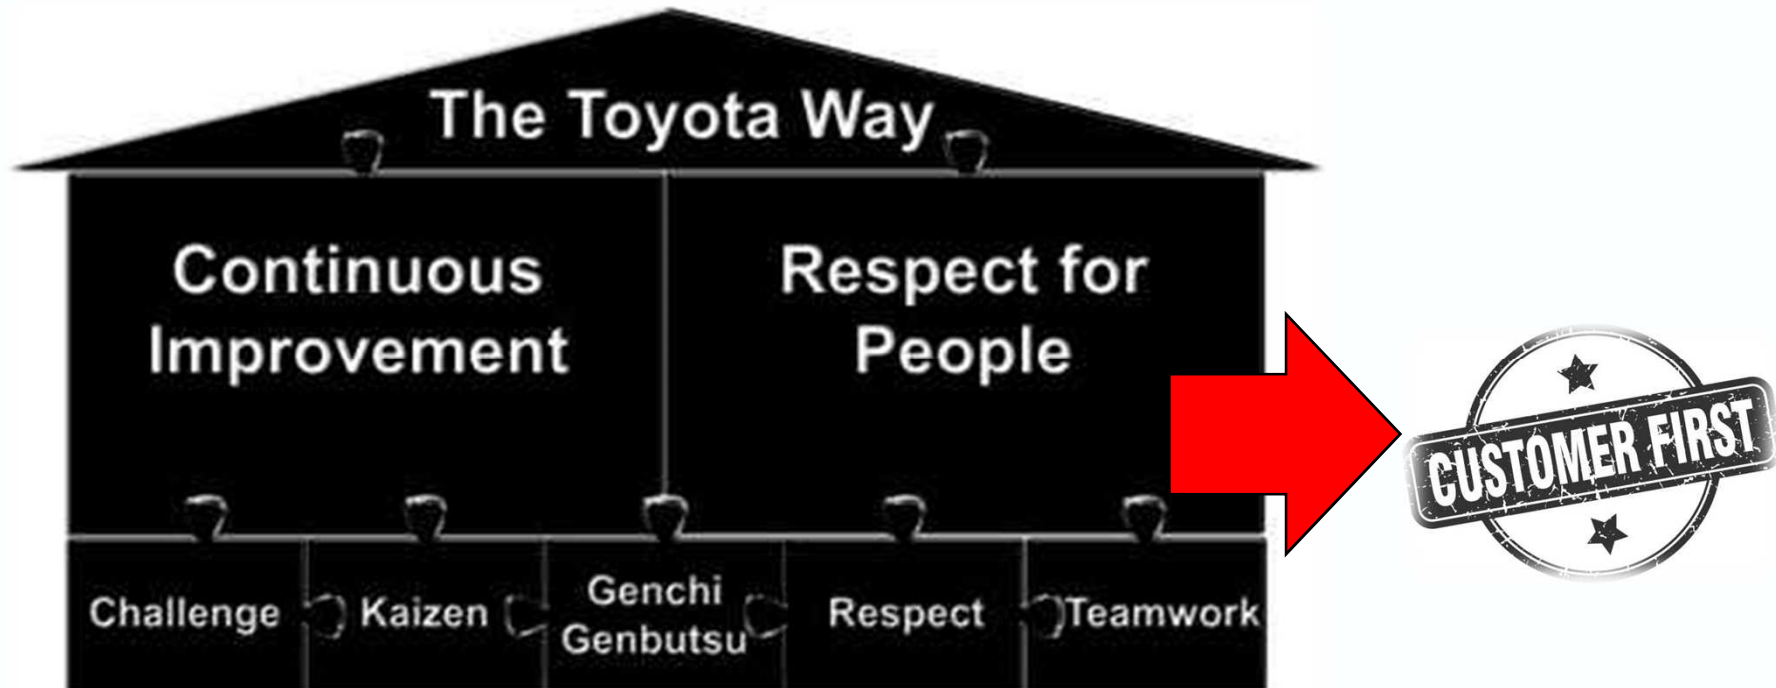 The Toyota Way
Continuous
Improvement
Respect for
People
CUSTOMER FIRST
Challenge
Kaizen
Genchi
Genbutsu
Respect
Teamwork